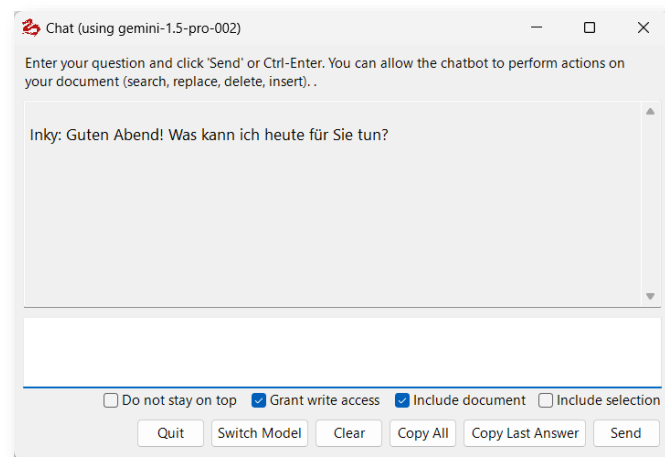 Chat (using gemini-1.5-pro-002)
Enter your question and click 'Send' or Ctrl-Enter. You can allow the chatbot to perform actions on
your document (search, replace, delete, insert). .
Inky: Guten Abend! Was kann ich heute für Sie tun?
Do not stay on top Grant write access Include document Include selection
Quit Switch Model Clear Copy All Copy Last Answer Send